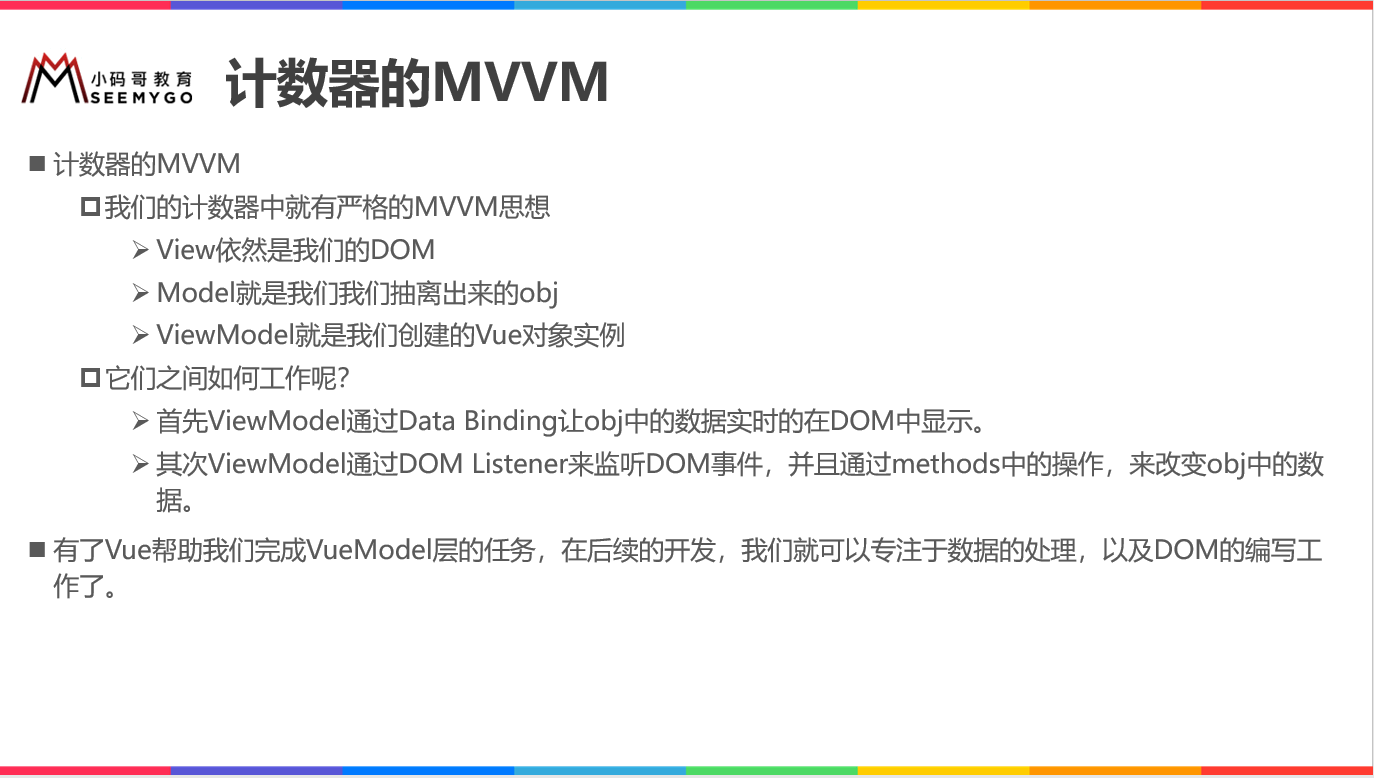 小码哥教育
SEEMYGO
计数器的MVVM
计数器的MVVM
我们的计数器中就有严格的MVVM思想
View依然是我们的DOM
Model就是我们我们抽离出来的obj
ViewModel就是我们创建的Vue对象实例
它们之间如何工作呢?
首先ViewModel通过Data Binding让obj中的数据实时的在DOM中显示。
其次ViewModel通过DOM Listener来监听DOM事件，并且通过methods中的操作，来改变obj中的数
据。
有了Vue帮助我们完成VueModel层的任务，在后续的开发，我们就可以专注于数据的处理，以及DOM的编写工
作了。